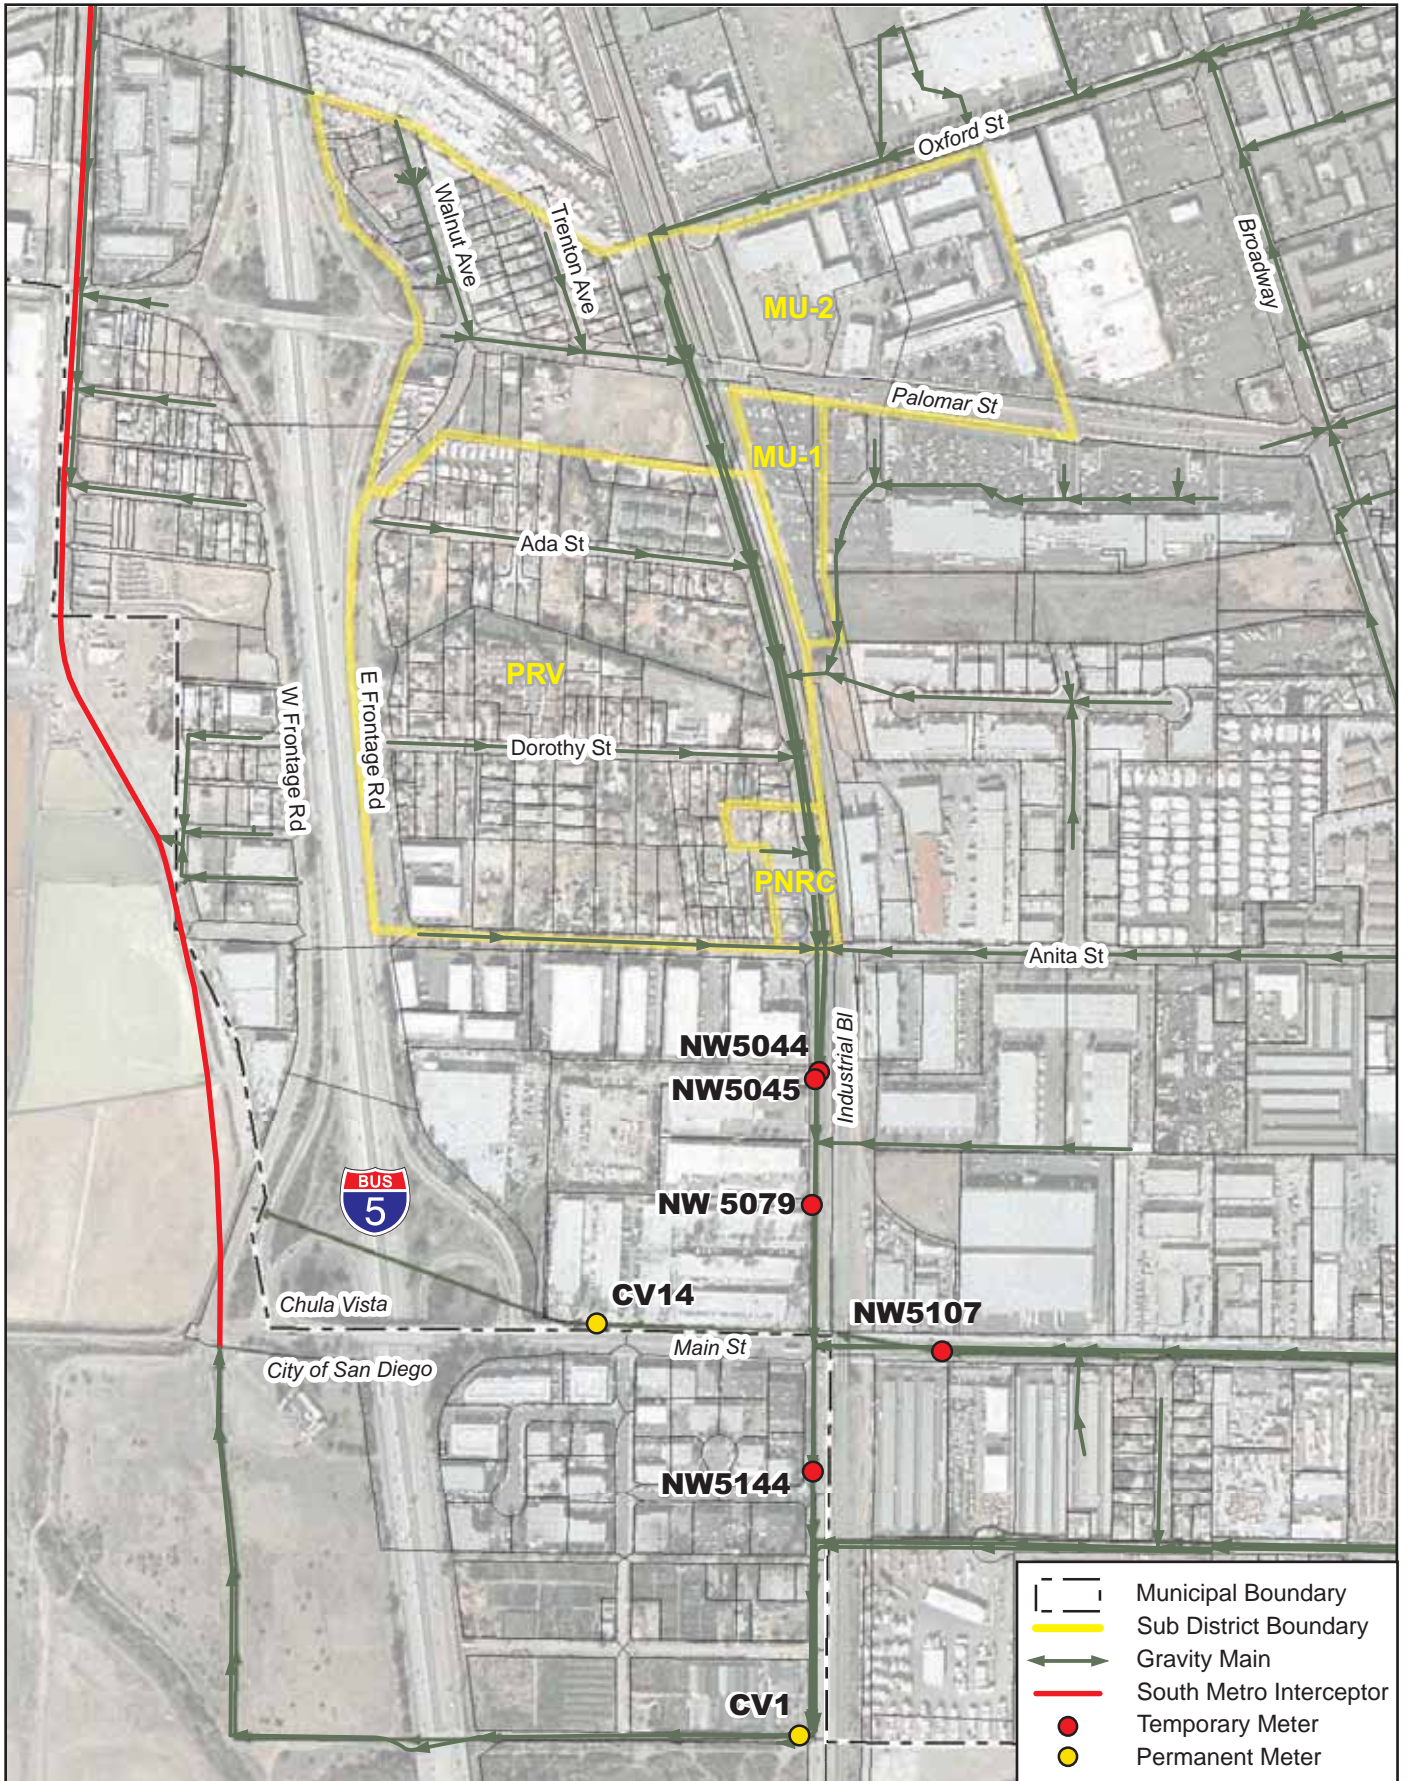 Oxford St
Walnut Ave
Trenton Ave
Broadway
MU-2
Palomar St
MU-1
Ada St
PRV
W Frontage Rd
E Frontage Rd
Dorothy St
PNRC
Anita St
NW5044
NW5045
Industrial Bl
BUS
5
NW 5079
CV14
Chula Vista
NW5107
Main St
City of San Diego
NW5144
CV1
Municipal Boundary
Sub District Boundary
Gravity Main
South Metro Interceptor
Temporary Meter
Permanent Meter